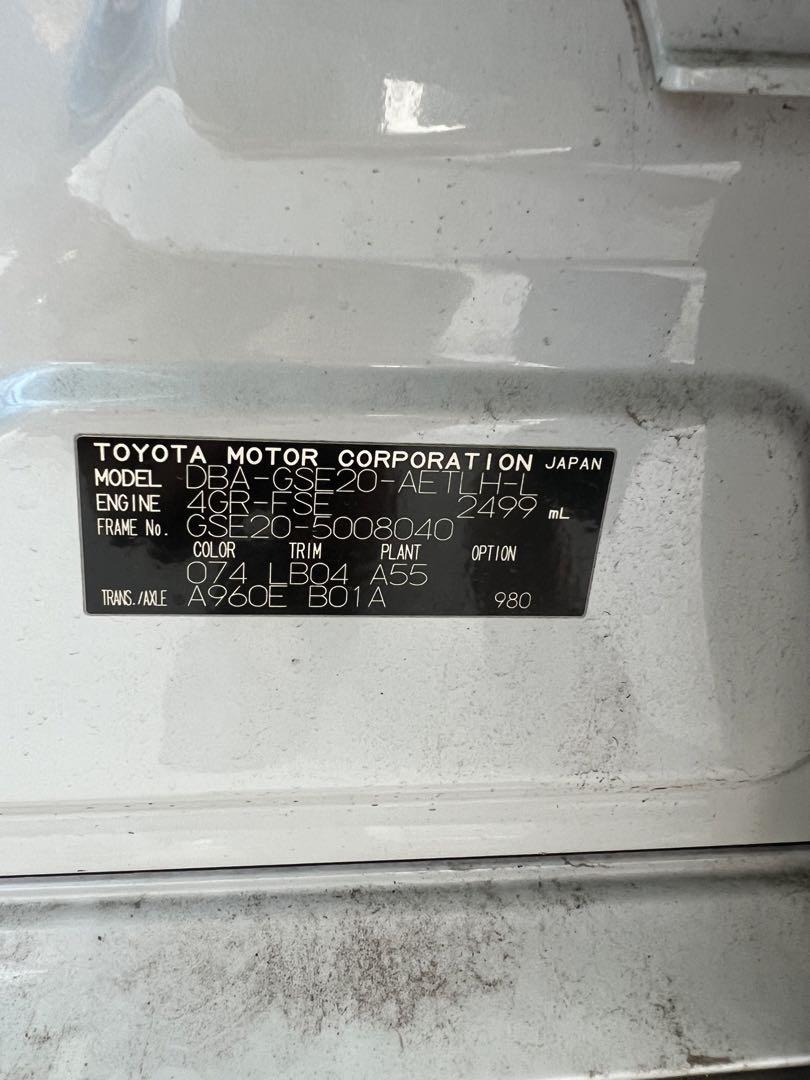 TOYOTA MOTOR CORPORATION JAPAN
MODEL DBA-GSE20-AETLH-L
ENGINE 4GR-FSE 2499 mL
FRAME No. GSE20-5008040
COLOR TRIM PLANT OPTION
074 LB04 A55
TRANS./AXLE A960E B01A 980